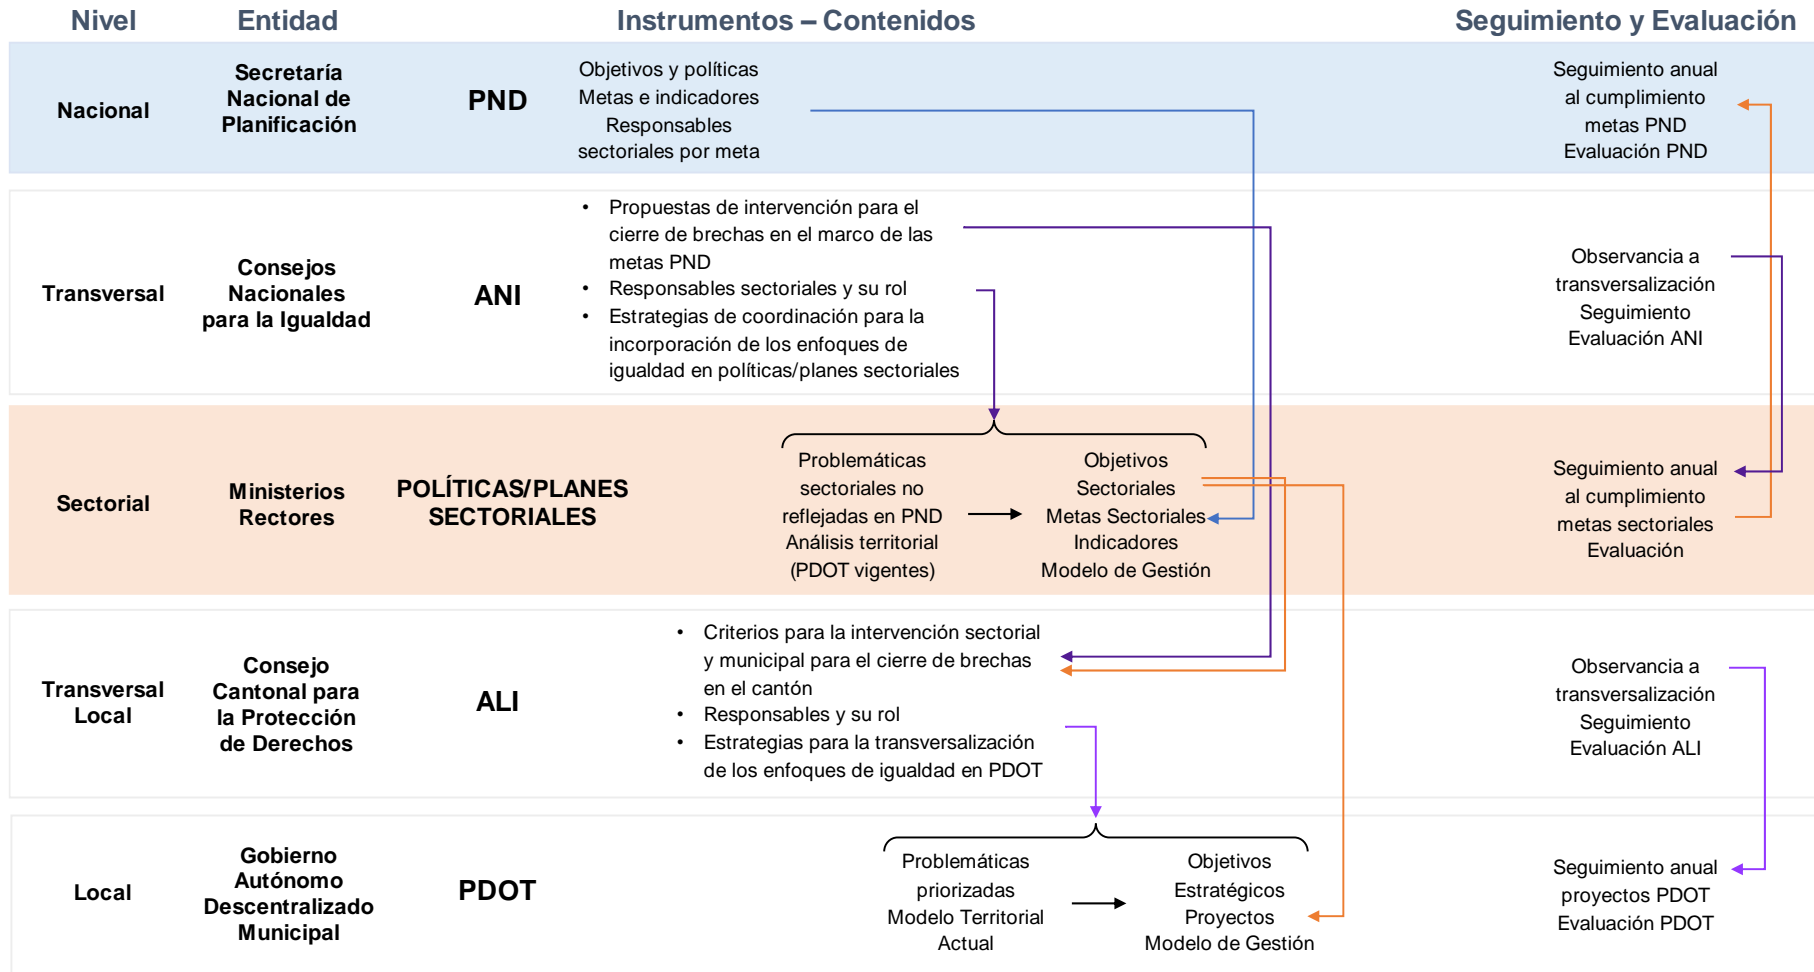 Nivel
Entidad
Instrumentos – Contenidos
Seguimiento y Evaluación
Nacional
Secretaría
Nacional de
Planificación
PND
Objetivos y políticas
Metas e indicadores
Responsables
sectoriales por meta
Seguimiento anual
al cumplimiento
metas PND
Evaluación PND
Transversal
Consejos
Nacionales
para la Igualdad
ANI
• Propuestas de intervención para el
cierre de brechas en el marco de las
metas PND
• Responsables sectoriales y su rol
• Estrategias de coordinación para la
incorporación de los enfoques de
igualdad en políticas/planes sectoriales
Observancia a
transversalización
Seguimiento
Evaluación ANI
Sectorial
Ministerios
Rectores
POLÍTICAS/PLANES
SECTORIALES
Problemáticas
sectoriales no
reflejadas en PND
Análisis territorial
(PDOT vigentes)
Objetivos
Sectoriales
Metas Sectoriales
Indicadores
Modelo de Gestión
Seguimiento anual
al cumplimiento
metas sectoriales
Evaluación
Transversal
Local
Consejo
Cantonal para
la Protección
de Derechos
ALI
• Criterios para la intervención sectorial
y municipal para el cierre de brechas
en el cantón
• Responsables y su rol
• Estrategias para la transversalización
de los enfoques de igualdad en PDOT
Observancia a
transversalización
Seguimiento
Evaluación ALI
Local
Gobierno
Autónomo
Descentralizado
Municipal
PDOT
Problemáticas
priorizadas
Modelo Territorial
Actual
Objetivos
Estratégicos
Proyectos
Modelo de Gestión
Seguimiento anual
proyectos PDOT
Evaluación PDOT